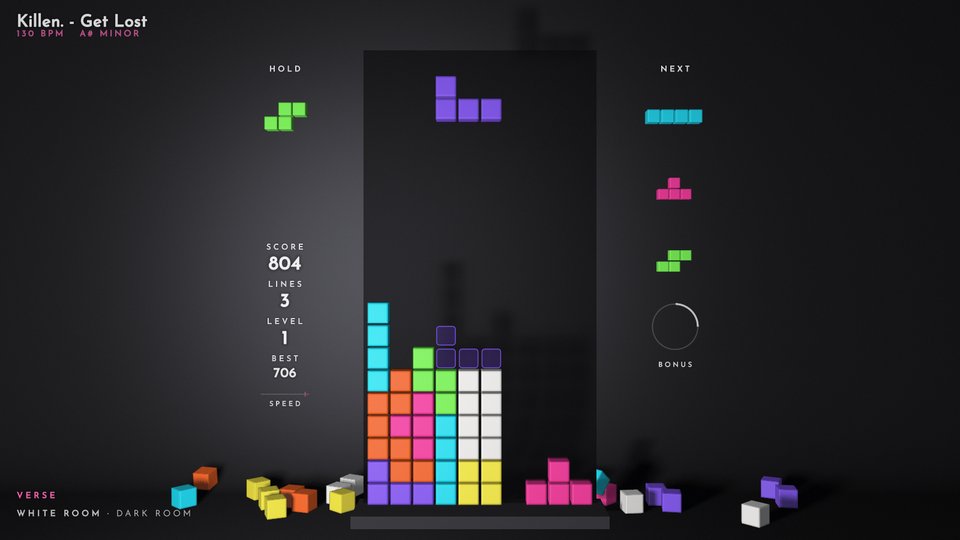 Killen. - Get Lost
130 BPM A# MINOR
HOLD
NEXT
SCORE
804
LINES
3
LEVEL
1
BEST
706
SPEED
BONUS
VERSE
WHITE ROOM · DARK ROOM